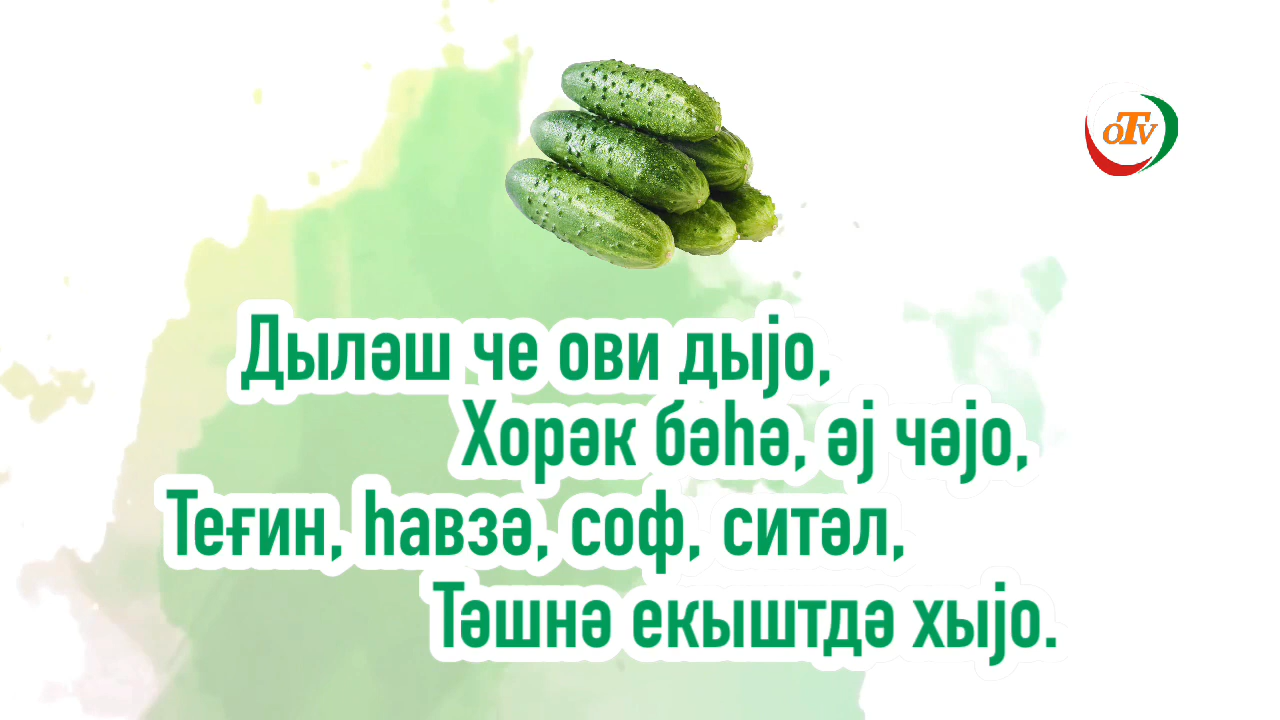 oTv
Дыләш че ови дыјо,
Хорәк бәһә, әј чәјо,
Теғин, һавзә, соф, ситәл,
Тәшнә екыштдә хыјо.